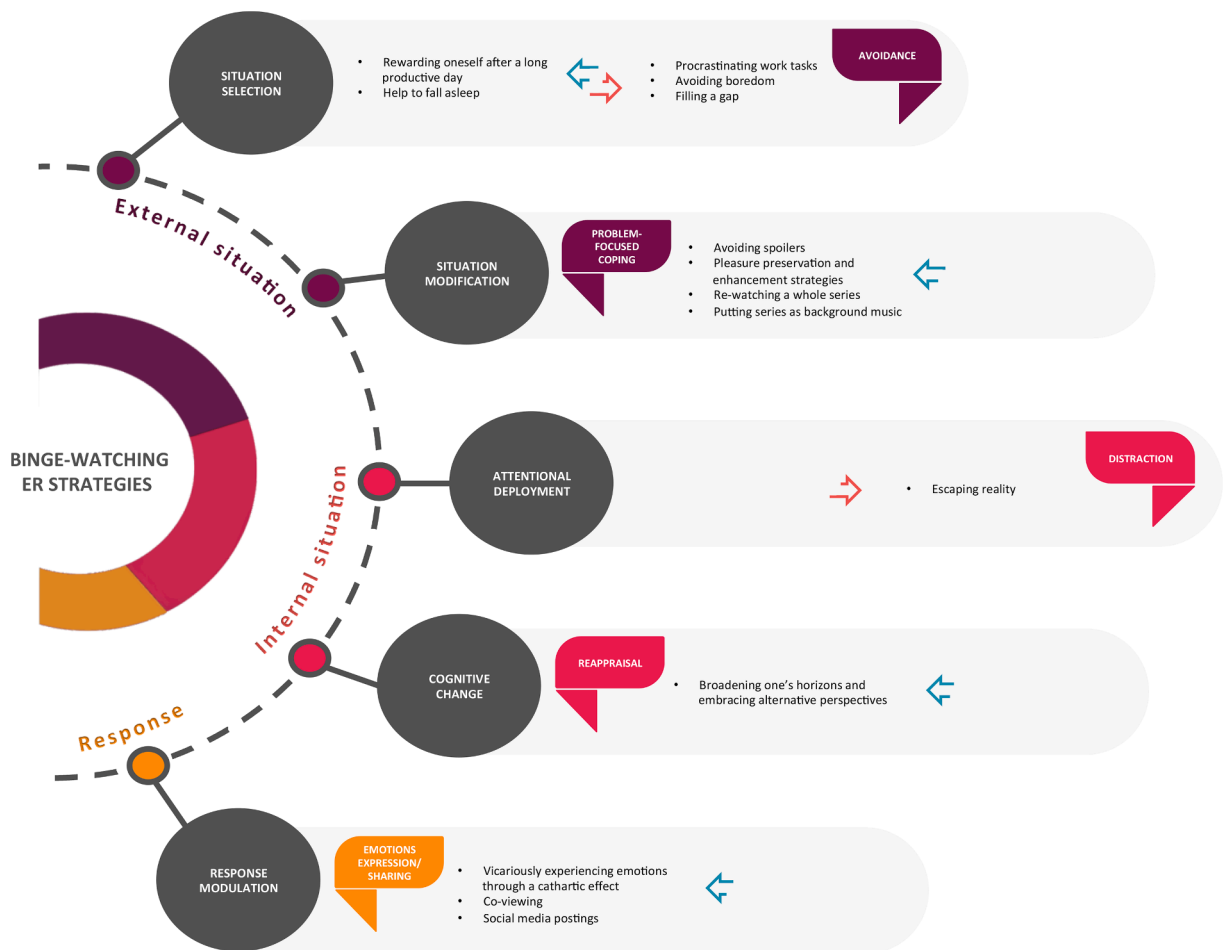 SITUATION
SELECTION
• Rewarding oneself after a long
productive day
• Help to fall asleep
• Procrastinating work tasks
• Avoiding boredom
• Filling a gap
AVOIDANCE
External situation
SITUATION
MODIFICATION
PROBLEM-
FOCUSED
COPING
• Avoiding spoilers
• Pleasure preservation and
enhancement strategies
• Re-watching a whole series
• Putting series as background music
BINGE-WATCHING
ER STRATEGIES
Internal situation
ATTENTIONAL
DEPLOYMENT
• Escaping reality
DISTRACTION
COGNITIVE
CHANGE
REAPPRAISAL
• Broadening one’s horizons and
embracing alternative perspectives
Response
RESPONSE
MODULATION
EMOTIONS
EXPRESSION/
SHARING
• Vicariously experiencing emotions
through a cathartic effect
• Co-viewing
• Social media postings